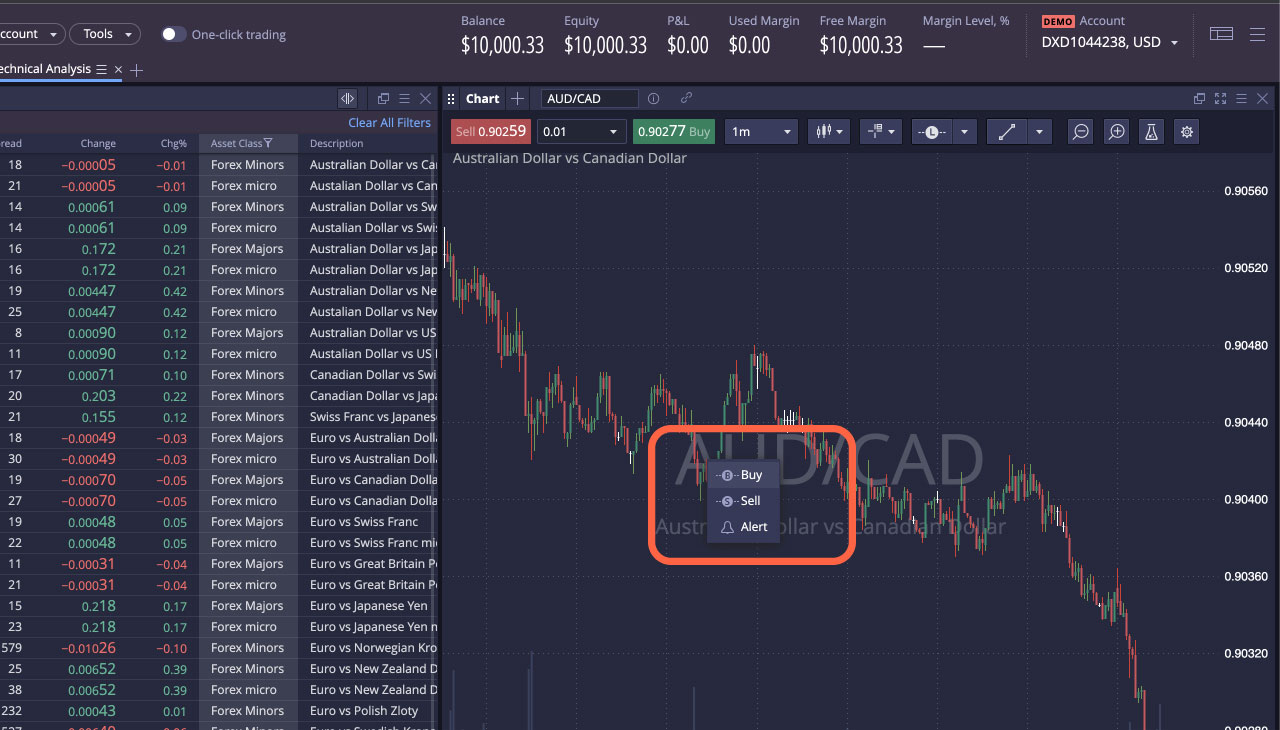 Balance Equity P&L Used Margin Free Margin Margin Level, % DEMO Account
ccount Tools One-click trading
$10,000.33 $10,000.33 $0.00 $0.00 $10,000.33 — DXD1044238, USD
echnical Analysis
Chart AUD/CAD
Clear All Filters
Sell 0.90259 0.01 0.90277 Buy 1m
read Change Chg% Asset Class Description
Australian Dollar vs Canadian Dollar
18 −0.00005 −0.01 Forex Minors Australian Dollar vs Ca
21 −0.00005 −0.01 Forex micro Austalian Dollar vs Can
14 0.00061 0.09 Forex Minors Australian Dollar vs Sw
14 0.00061 0.09 Forex micro Austalian Dollar vs Swi
16 0.172 0.21 Forex Majors Australian Dollar vs Jap
16 0.172 0.21 Forex micro Australian Dollar vs Jap
19 0.00447 0.42 Forex Minors Australian Dollar vs Ne
25 0.00447 0.42 Forex micro Australian Dollar vs Nev
8 0.00090 0.12 Forex Majors Australian Dollar vs US
11 0.00090 0.12 Forex micro Austalian Dollar vs US
17 0.00071 0.10 Forex Minors Canadian Dollar vs Swi
20 0.203 0.22 Forex Minors Canadian Dollar vs Japa
21 0.155 0.12 Forex Minors Swiss Franc vs Japanes
18 −0.00049 −0.03 Forex Minors Euro vs Australian Doll
30 −0.00049 −0.03 Forex micro Euro vs Australian Dolla
19 −0.00070 −0.05 Forex Minors Euro vs Canadian Dolla
27 −0.00070 −0.05 Forex micro Euro vs Canadian Dolla
19 0.00048 0.05 Forex Majors Euro vs Swiss Franc
22 0.00048 0.05 Forex micro Euro vs Swiss Franc mi
11 −0.00031 −0.04 Forex Majors Euro vs Great Britain P
21 −0.00031 −0.04 Forex micro Euro vs Great Britain P
15 0.218 0.17 Forex Majors Euro vs Japanese Yen
23 0.218 0.17 Forex micro Euro vs Japanese Yen
579 −0.01026 −0.10 Forex Minors Euro vs Norwegian Kro
25 0.00652 0.39 Forex Minors Euro vs New Zealand D
38 0.00652 0.39 Forex micro Euro vs New Zealand D
232 0.00043 0.01 Forex Minors Euro vs Polish Zloty
0.90560
0.90520
0.90480
0.90440
0.90400
0.90360
0.90320
AUD/CAD
Buy
Sell
Alert
Austr ollar vs Canadian Dollar